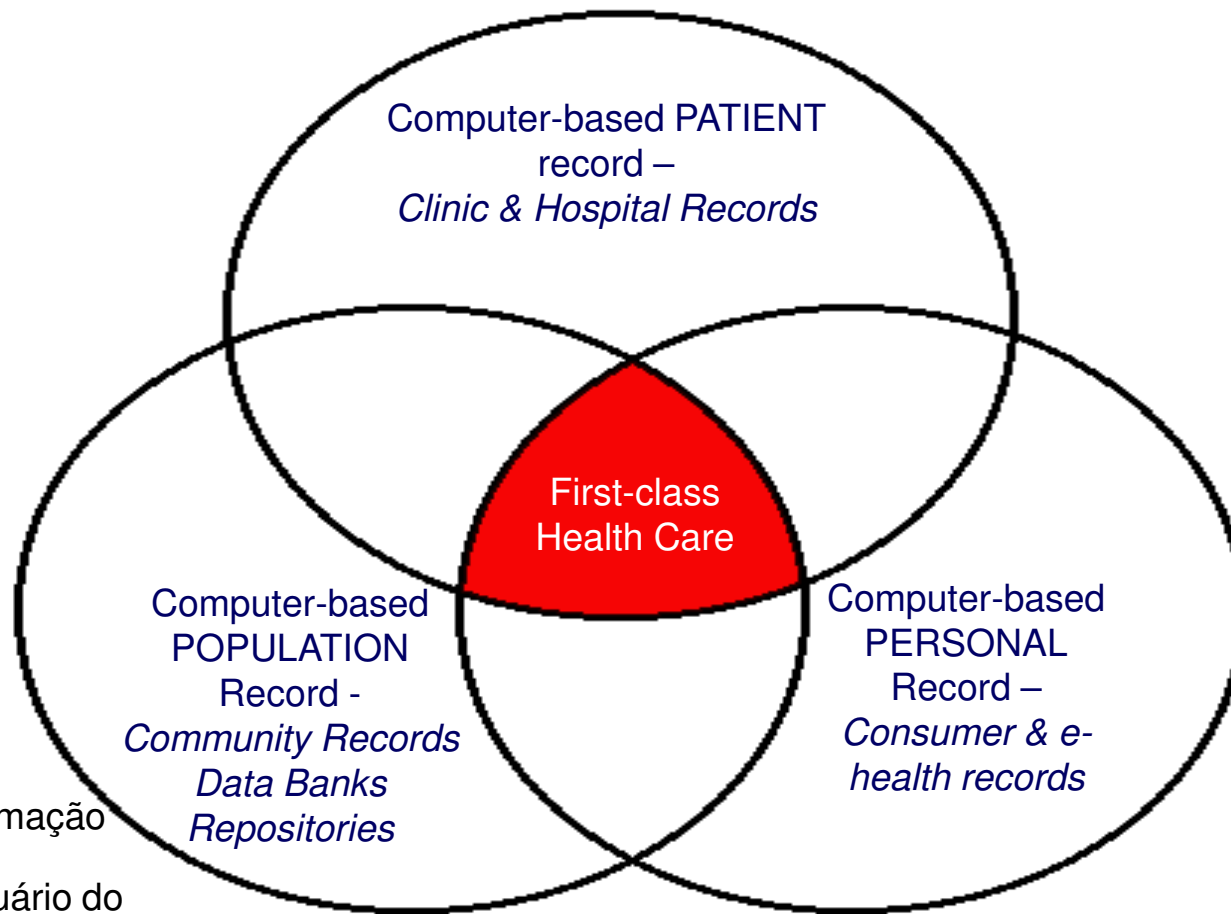 Computer-based PATIENT
record –
Clinic & Hospital Records
First-class
Health Care
Computer-based
POPULATION
Record -
Community Records
Data Banks
Repositories
Computer-based
PERSONAL
Record –
Consumer & e-
health records
mação
uário do